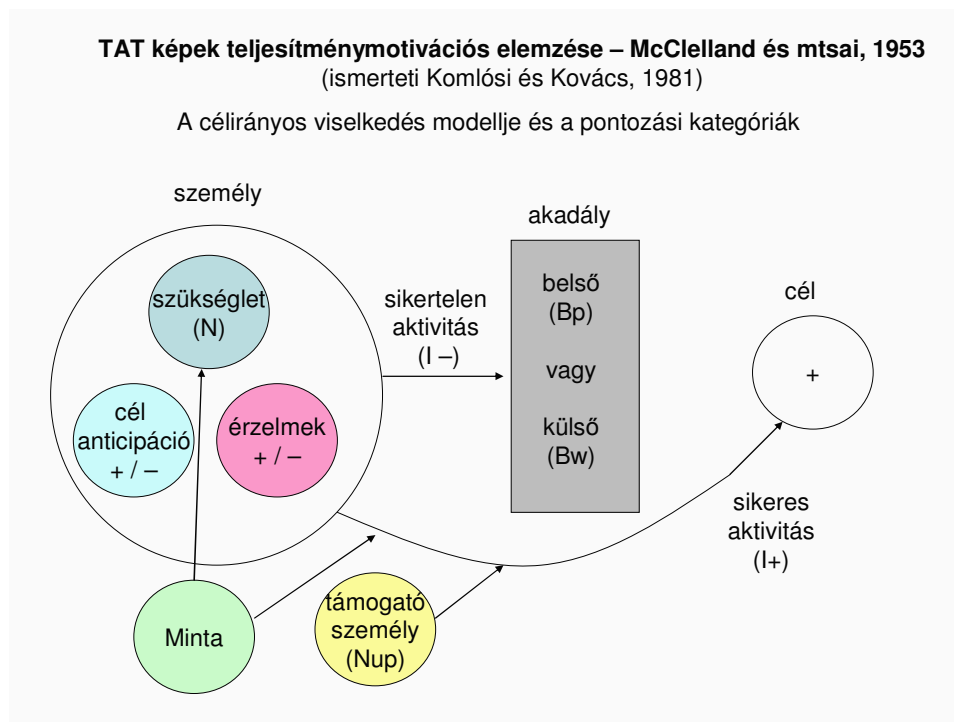 TAT képek teljesítménymotivációs elemzése – McClelland és mtsai, 1953
(ismerteti Komlósi és Kovács, 1981)
A célirányos viselkedés modellje és a pontozási kategóriák
személy
akadály
szükséglet
(N)
sikertelen
aktivitás
(I –)
belső
(Bp)
vagy
külső
(Bw)
cél
+
cél
anticipáció
+ / –
érzelmek
+ / –
sikeres
aktivitás
(I+)
Minta
támogató
személy
(Nup)